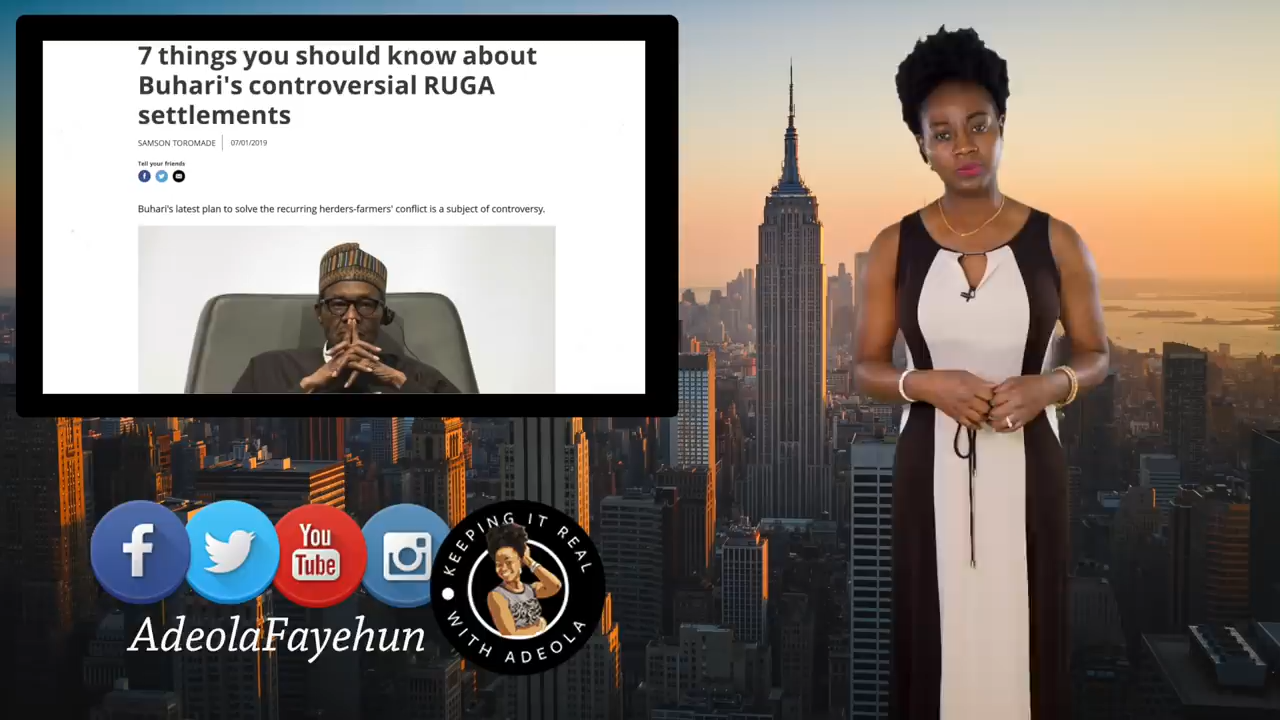 7 things you should know about
Buhari's controversial RUGA
settlements
SAMSON TOROMADE | 07/01/2019
Tell your friends
Buhari's latest plan to solve the recurring herders-farmers' conflict is a subject of controversy.
f
You
Tube
AdeolaFayehun
KEEPING IT REAL
WITH ADEOLA